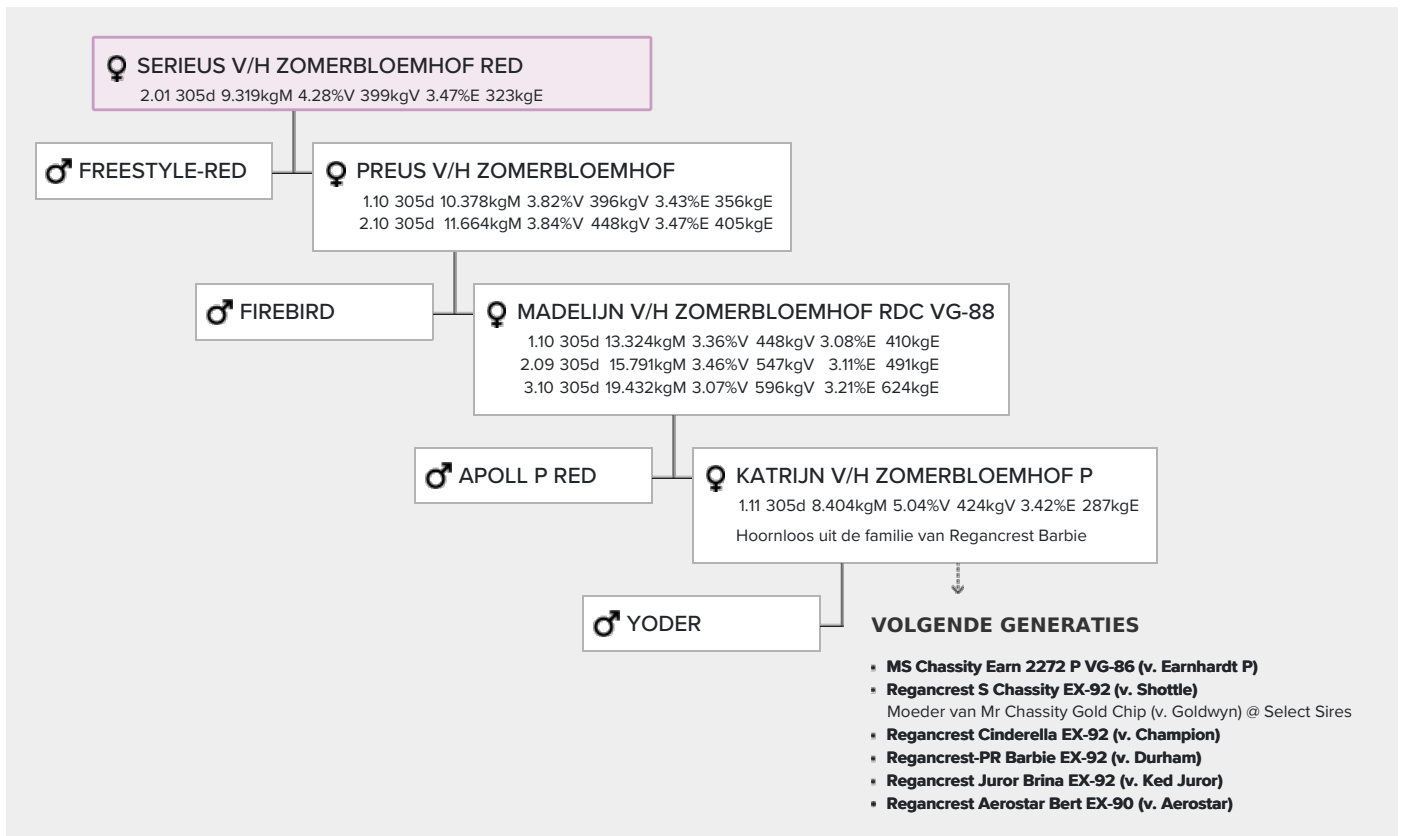 SERIEUS V/H ZOMERBLOEMHOF RED
2.01 305d 9.319kgM 4.28%V 399kgV 3.47%E 323kgE
FREESTYLE-RED
PREUS V/H ZOMERBLOEMHOF
1.10 305d 10.378kgM 3.82%V 396kgV 3.43%E 356kgE
2.10 305d 11.664kgM 3.84%V 448kgV 3.47%E 405kgE
FIREBIRD
MADELIJN V/H ZOMERBLOEMHOF RDC VG-88
1.10 305d 13.324kgM 3.36%V 448kgV 3.08%E 410kgE
2.09 305d 15.791kgM 3.46%V 547kgV 3.11%E 491kgE
3.10 305d 19.432kgM 3.07%V 596kgV 3.21%E 624kgE
APOLL P RED
KATRIJN V/H ZOMERBLOEMHOF P
1.11 305d 8.404kgM 5.04%V 424kgV 3.42%E 287kgE
Hoornloos uit de familie van Regancrest Barbie
YODER
VOLGENDE GENERATIES
▪ MS Chassity Earn 2272 P VG-86 (v. Earnhardt P)
▪ Regancrest S Chassity EX-92 (v. Shottle)
Moeder van Mr Chassity Gold Chip (v. Goldwyn) @ Select Sires
▪ Regancrest Cinderella EX-92 (v. Champion)
▪ Regancrest-PR Barbie EX-92 (v. Durham)
▪ Regancrest Juror Brina EX-92 (v. Ked Juror)
▪ Regancrest Aerostar Bert EX-90 (v. Aerostar)